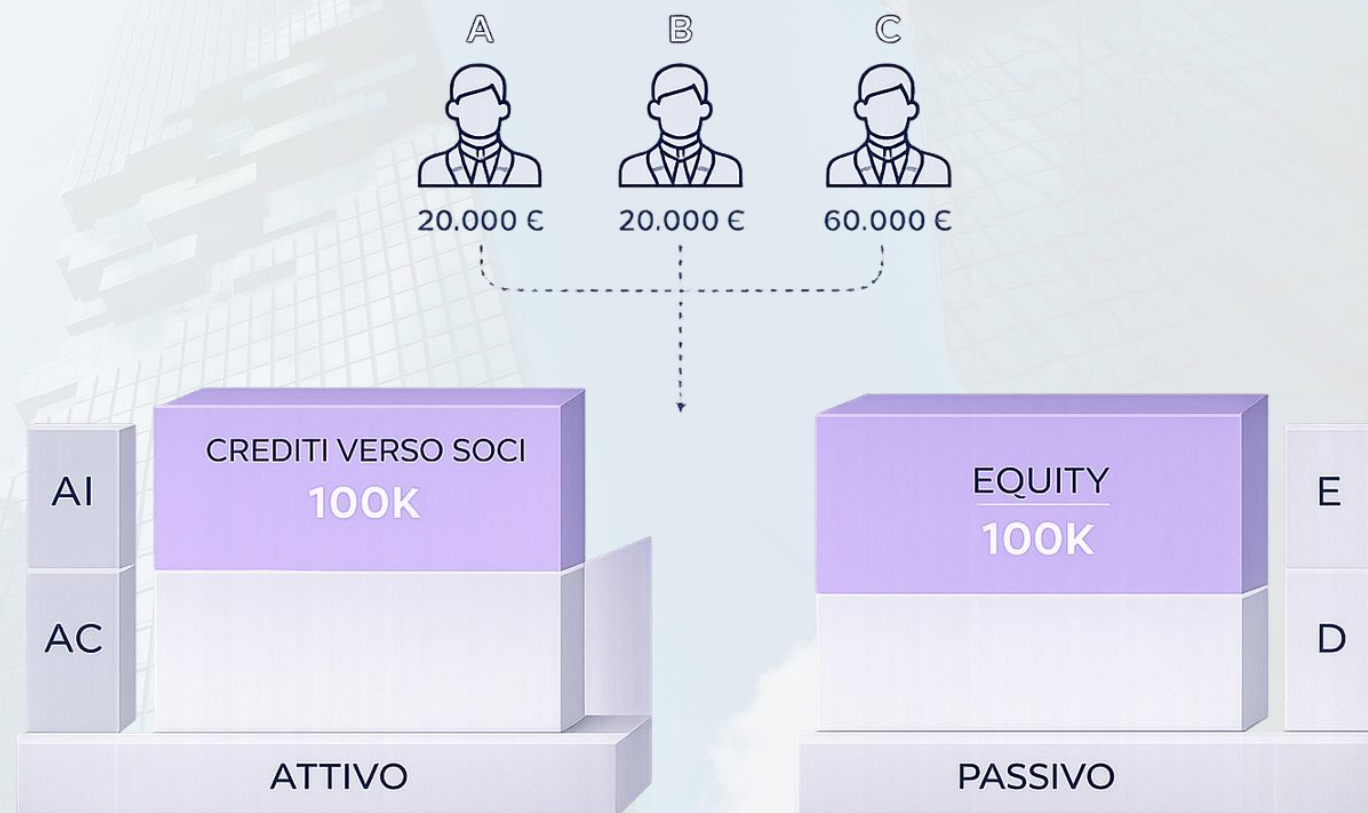 A B C
20.000 € 20.000 € 60.000 €
CREDITI VERSO SOCI
100K
EQUITY
100K
AI
AC
E
D
ATTIVO
PASSIVO